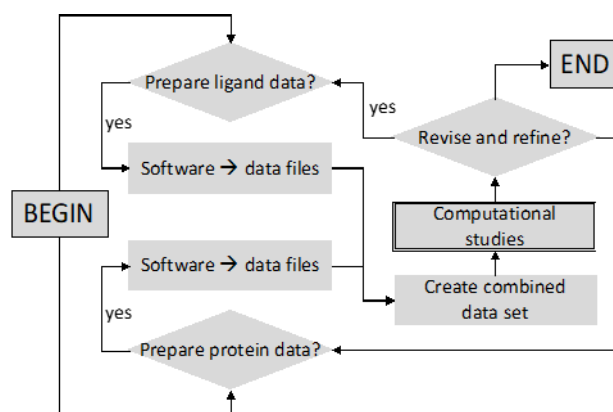 END
Prepare ligand data?
yes
yes
Revise and refine?
Software → data files
BEGIN
Computational
studies
Software → data files
Create combined
data set
yes
Prepare protein data?